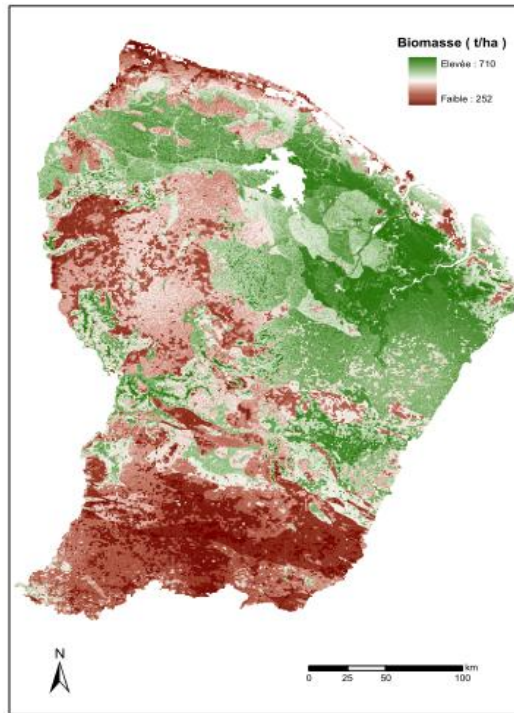 Biomasse ( t/ha )
Elevée : 710
Faible : 252
N
km
0 25 50 100